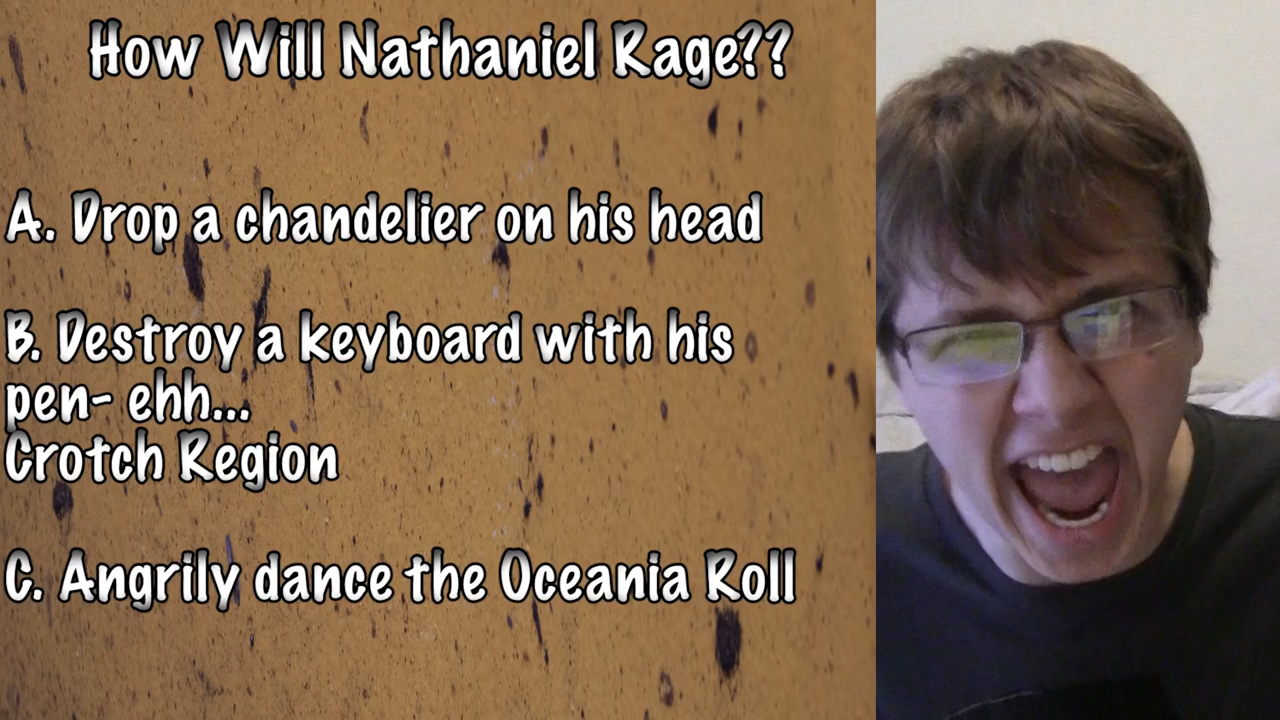 How Will Nathaniel Rage??
A. Drop a chandelier on his head
B. Destroy a keyboard with his
pen- ehh...
Crotch Region
C. Angrily dance the Oceania Roll